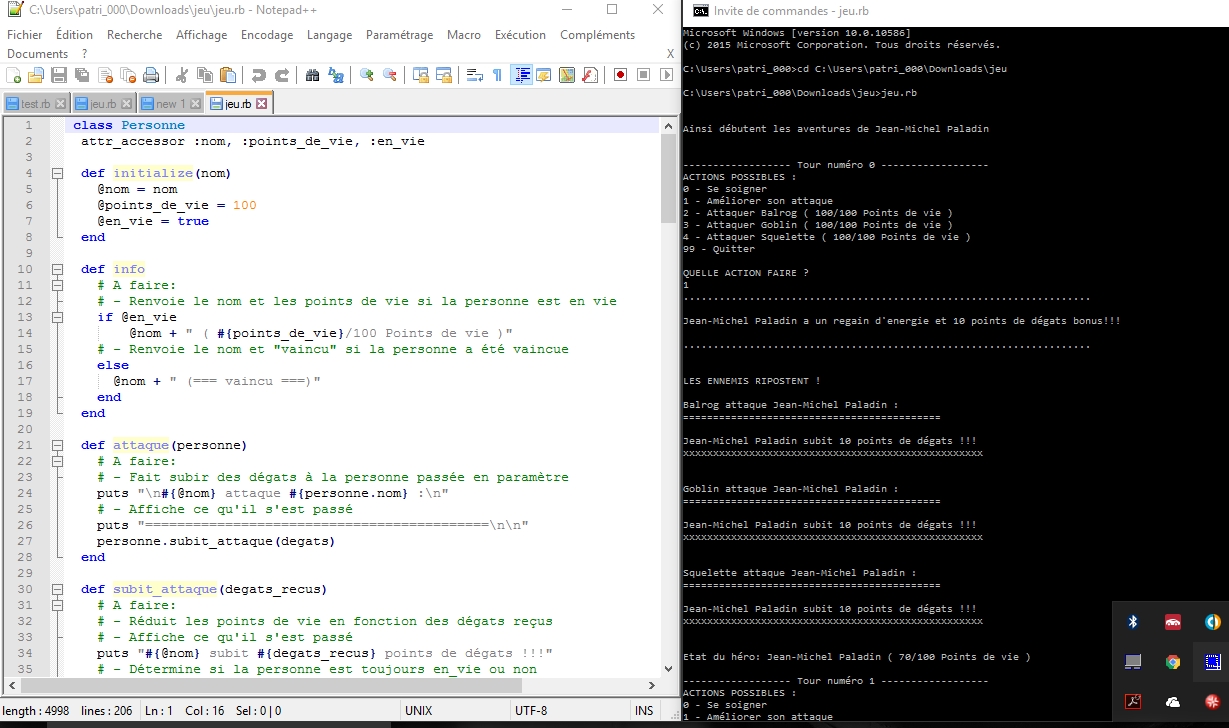 C:\Users\patri_000\Downloads\jeu\jeu.rb - Notepad++
Fichier Édition Recherche Affichage Encodage Langage Paramétrage Macro Exécution Compléments
Documents ? X
test.rb jeu.rb new 1 jeu.rb
1 class Personne
2 attr_accessor :nom, :points_de_vie, :en_vie
3
4 def initialize(nom)
5 @nom = nom
6 @points_de_vie = 100
7 @en_vie = true
8 end
9
10 def info
11 # A faire:
12 # - Renvoie le nom et les points de vie si la personne est en vie
13 if @en_vie
14 @nom + " ( #{points_de_vie}/100 Points de vie )"
15 # - Renvoie le nom et "vaincu" si la personne a été vaincue
16 else
17 @nom + " (=== vaincu ===)"
18 end
19 end
20
21 def attaque(personne)
22 # A faire:
23 # - Fait subir des dégats à la personne passée en paramètre
24 puts "\n#{@nom} attaque #{personne.nom} :\n"
25 # - Affiche ce qu'il s'est passé
26 puts "===========================================\n\n"
27 personne.subit_attaque(degats)
28 end
29
30 def subit_attaque(degats_recus)
31 # A faire:
32 # - Réduit les points de vie en fonction des dégats reçus
33 # - Affiche ce qu'il s'est passé
34 puts "#{@nom} subit #{degats_recus} points de dégats !!!"
35 # - Détermine si la personne est toujours en_vie ou non
length : 4998 lines : 206 Ln : 1 Col : 16 Sel : 0 | 0 UNIX UTF-8 INS
Invite de commandes - jeu.rb
Microsoft Windows [version 10.0.10586]
(c) 2015 Microsoft Corporation. Tous droits réservés.
C:\Users\patri_000>cd C:\Users\patri_000\Downloads\jeu
C:\Users\patri_000\Downloads\jeu>jeu.rb
Ainsi débutent les aventures de Jean-Michel Paladin
------------------ Tour numéro 0 ------------------
ACTIONS POSSIBLES :
0 - Se soigner
1 - Améliorer son attaque
2 - Attaquer Balrog ( 100/100 Points de vie )
3 - Attaquer Goblin ( 100/100 Points de vie )
4 - Attaquer Squelette ( 100/100 Points de vie )
99 - Quitter
QUELLE ACTION FAIRE ?
1
....................................................................
Jean-Michel Paladin a un regain d'energie et 10 points de dégats bonus!!!
....................................................................
LES ENNEMIS RIPOSTENT !
Balrog attaque Jean-Michel Paladin :
===========================================
Jean-Michel Paladin subit 10 points de dégats !!!
xxxxxxxxxxxxxxxxxxxxxxxxxxxxxxxxxxxxxxxxxxxxxxxxxx
Goblin attaque Jean-Michel Paladin :
===========================================
Jean-Michel Paladin subit 10 points de dégats !!!
xxxxxxxxxxxxxxxxxxxxxxxxxxxxxxxxxxxxxxxxxxxxxxxxxx
Squelette attaque Jean-Michel Paladin :
===========================================
Jean-Michel Paladin subit 10 points de dégats !!!
xxxxxxxxxxxxxxxxxxxxxxxxxxxxxxxxxxxxxxxxxxxxxxxxxx
Etat du héro: Jean-Michel Paladin ( 70/100 Points de vie )
------------------ Tour numéro 1 ------------------
ACTIONS POSSIBLES :
0 - Se soigner
1 - Améliorer son attaque